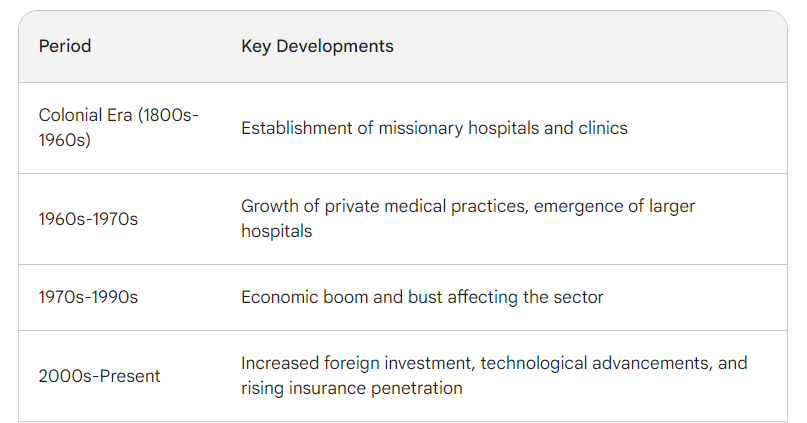 Period
Key Developments
Colonial Era (1800s-
1960s)
Establishment of missionary hospitals and clinics
1960s-1970s
Growth of private medical practices, emergence of larger
hospitals
1970s-1990s
Economic boom and bust affecting the sector
2000s-Present
Increased foreign investment, technological advancements, and
rising insurance penetration